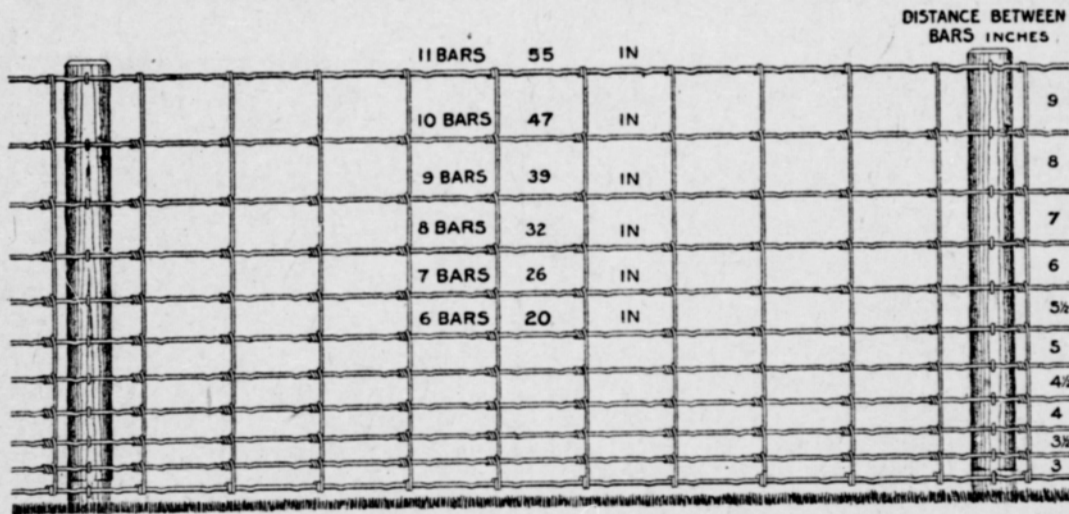 DISTANCE BETWEEN
BARS INCHES
11 BARS 55 IN
9
10 BARS 47 IN
8
9 BARS 39 IN
7
8 BARS 32 IN
6
7 BARS 26 IN
5½
6 BARS 20 IN
5
4½
4
3½
3